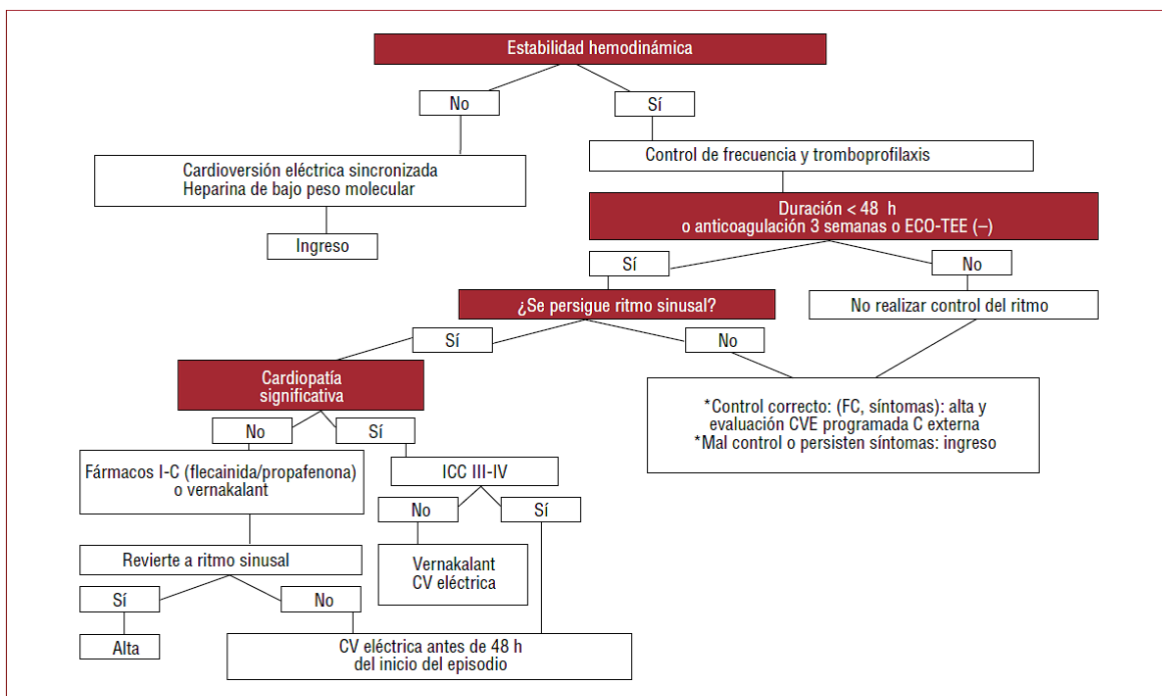 Estabilidad hemodinámica
No
Sí
Cardioversión eléctrica sincronizada
Heparina de bajo peso molecular
Control de frecuencia y tromboprofilaxis
Ingreso
Duración < 48 h
o anticoagulación 3 semanas o ECO-TEE (–)
Sí
No
¿Se persigue ritmo sinusal?
No realizar control del ritmo
Sí
No
Cardiopatía
significativa
*Control correcto: (FC, síntomas): alta y
evaluación CVE programada C externa
*Mal control o persisten síntomas: ingreso
No
Sí
Fármacos I-C (flecainida/propafenona)
o vernakalant
ICC III-IV
No
Sí
Revierte a ritmo sinusal
Vernakalant
CV eléctrica
Sí
No
Alta
CV eléctrica antes de 48 h
del inicio del episodio